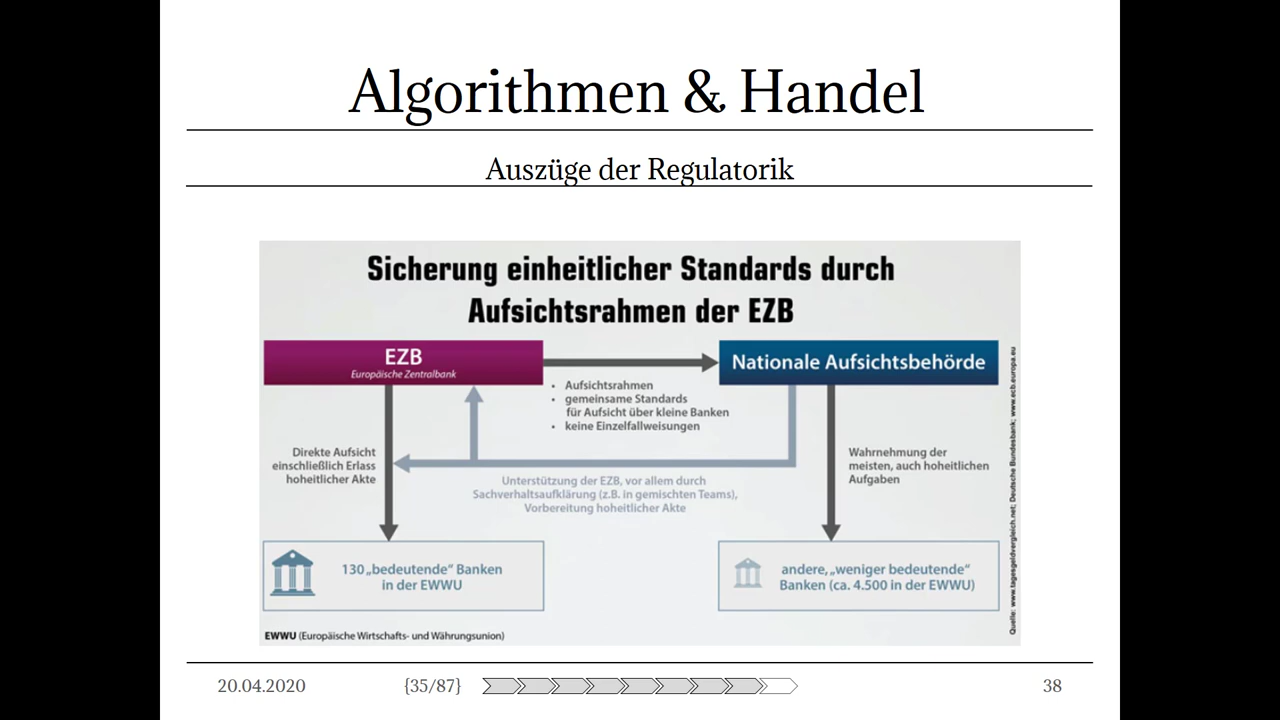 Algorithmen & Handel
Auszüge der Regulatorik
Sicherung einheitlicher Standards durch
Aufsichtsrahmen der EZB
EZB
Europäische Zentralbank
Nationale Aufsichtsbehörde
• Aufsichtsrahmen
• gemeinsame Standards
für Aufsicht über kleine Banken
• keine Einzelfallweisungen
Direkte Aufsicht
einschließlich Erlass
hoheitlicher Akte
Wahrnehmung der
meisten, auch hoheitlichen
Aufgaben
Unterstützung der EZB, vor allem durch
Sachverhaltsaufklärung (z.B. in gemischten Teams),
Vorbereitung hoheitlicher Akte
130 „bedeutende“ Banken
in der EWWU
andere, „weniger bedeutende“
Banken (ca. 4.500 in der EWWU)
EWWU (Europäische Wirtschafts- und Währungsunion)
Quelle: www.tagesgeldvergleich.net; Deutsche Bundesbank; www.ecb.europa.eu
20.04.2020 {35/87} 38